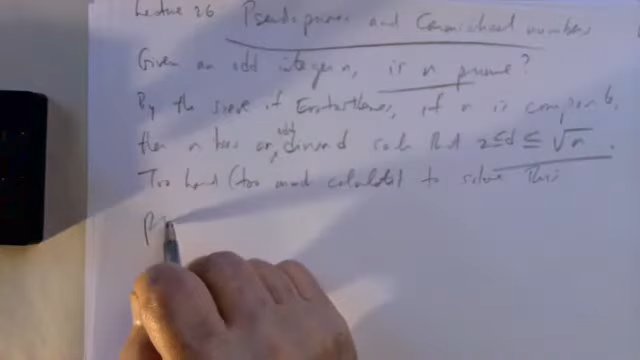 Lecture 26 Pseudoprimes and Carmichael numbers
Given an odd integer n, is n prime?
By the sieve of Eratosthenes, if n is composite,
then n has an odd divisor d such that 2 ≤ d ≤ √n.
Too hard (too much calculation) to solve this